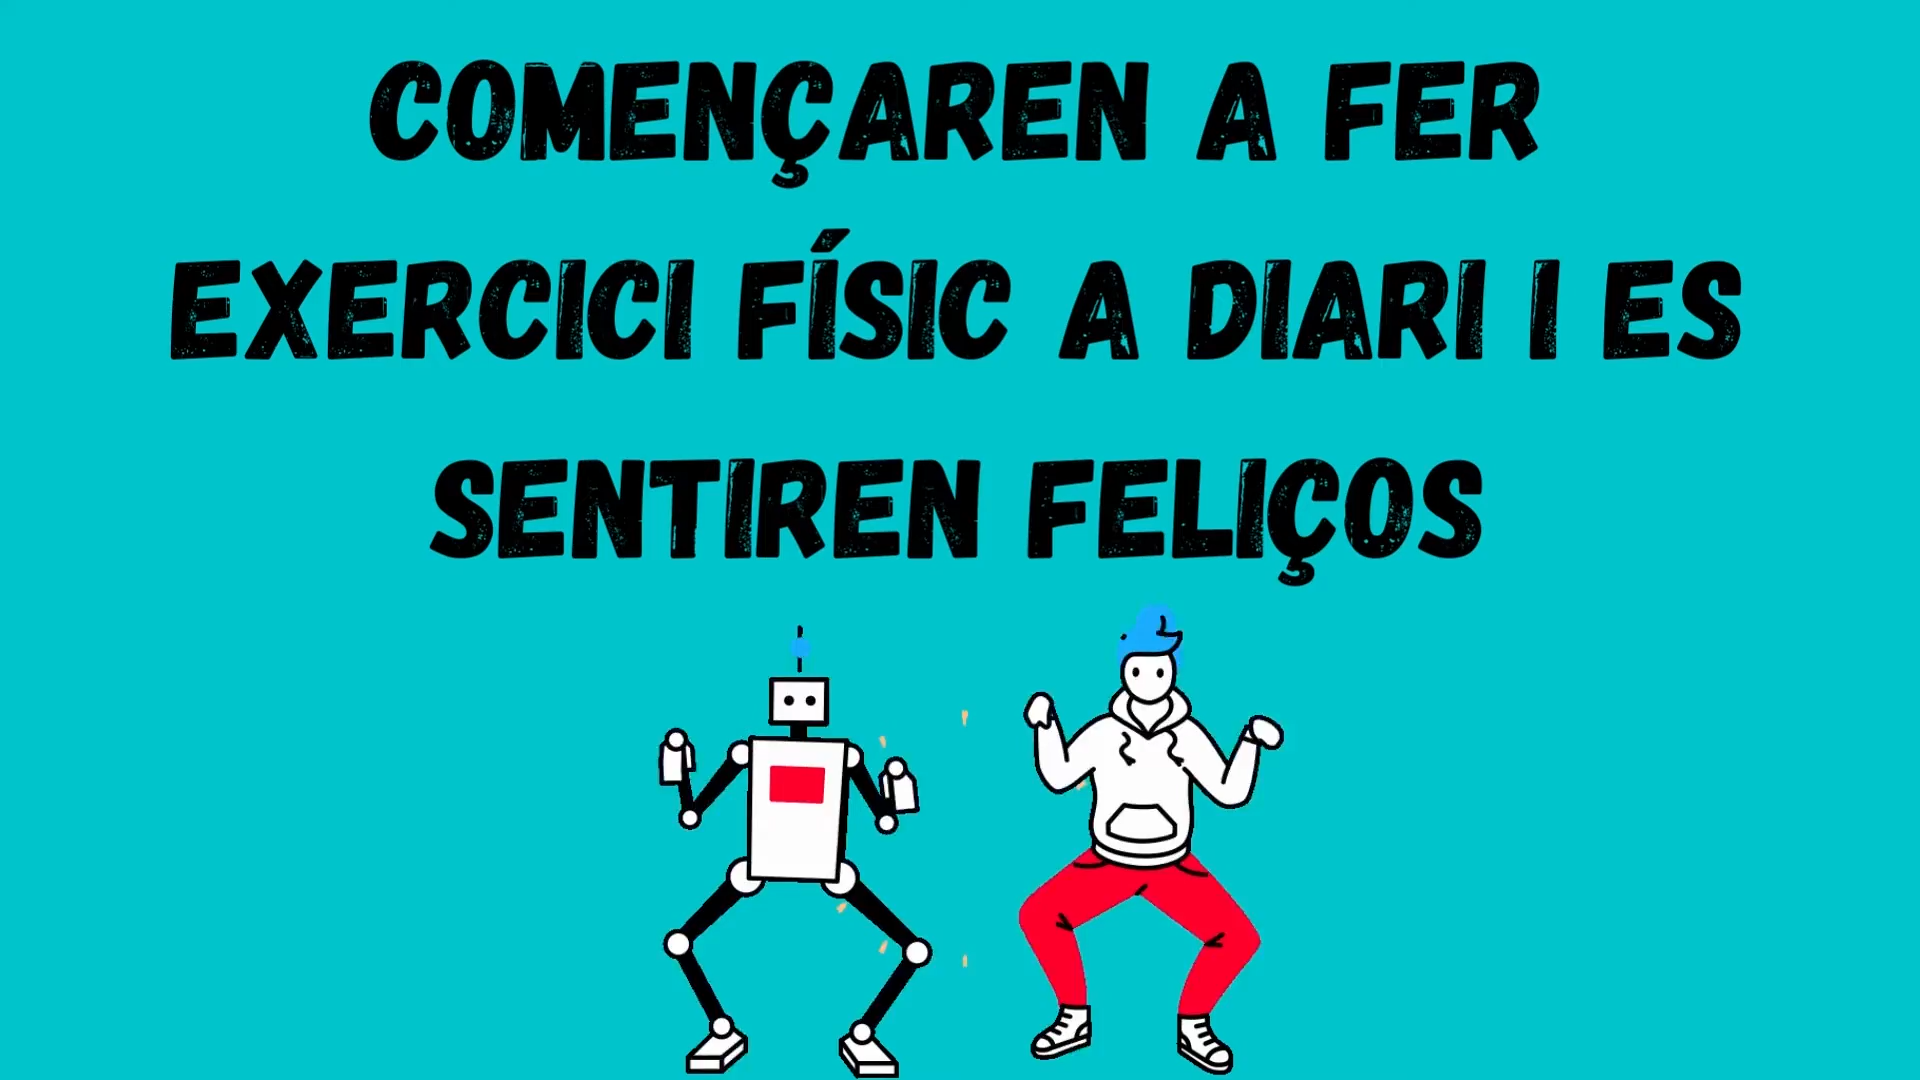 COMENÇAREN A FER
EXERCICI FÍSIC A DIARI I ES
SENTIREN FELIÇOS